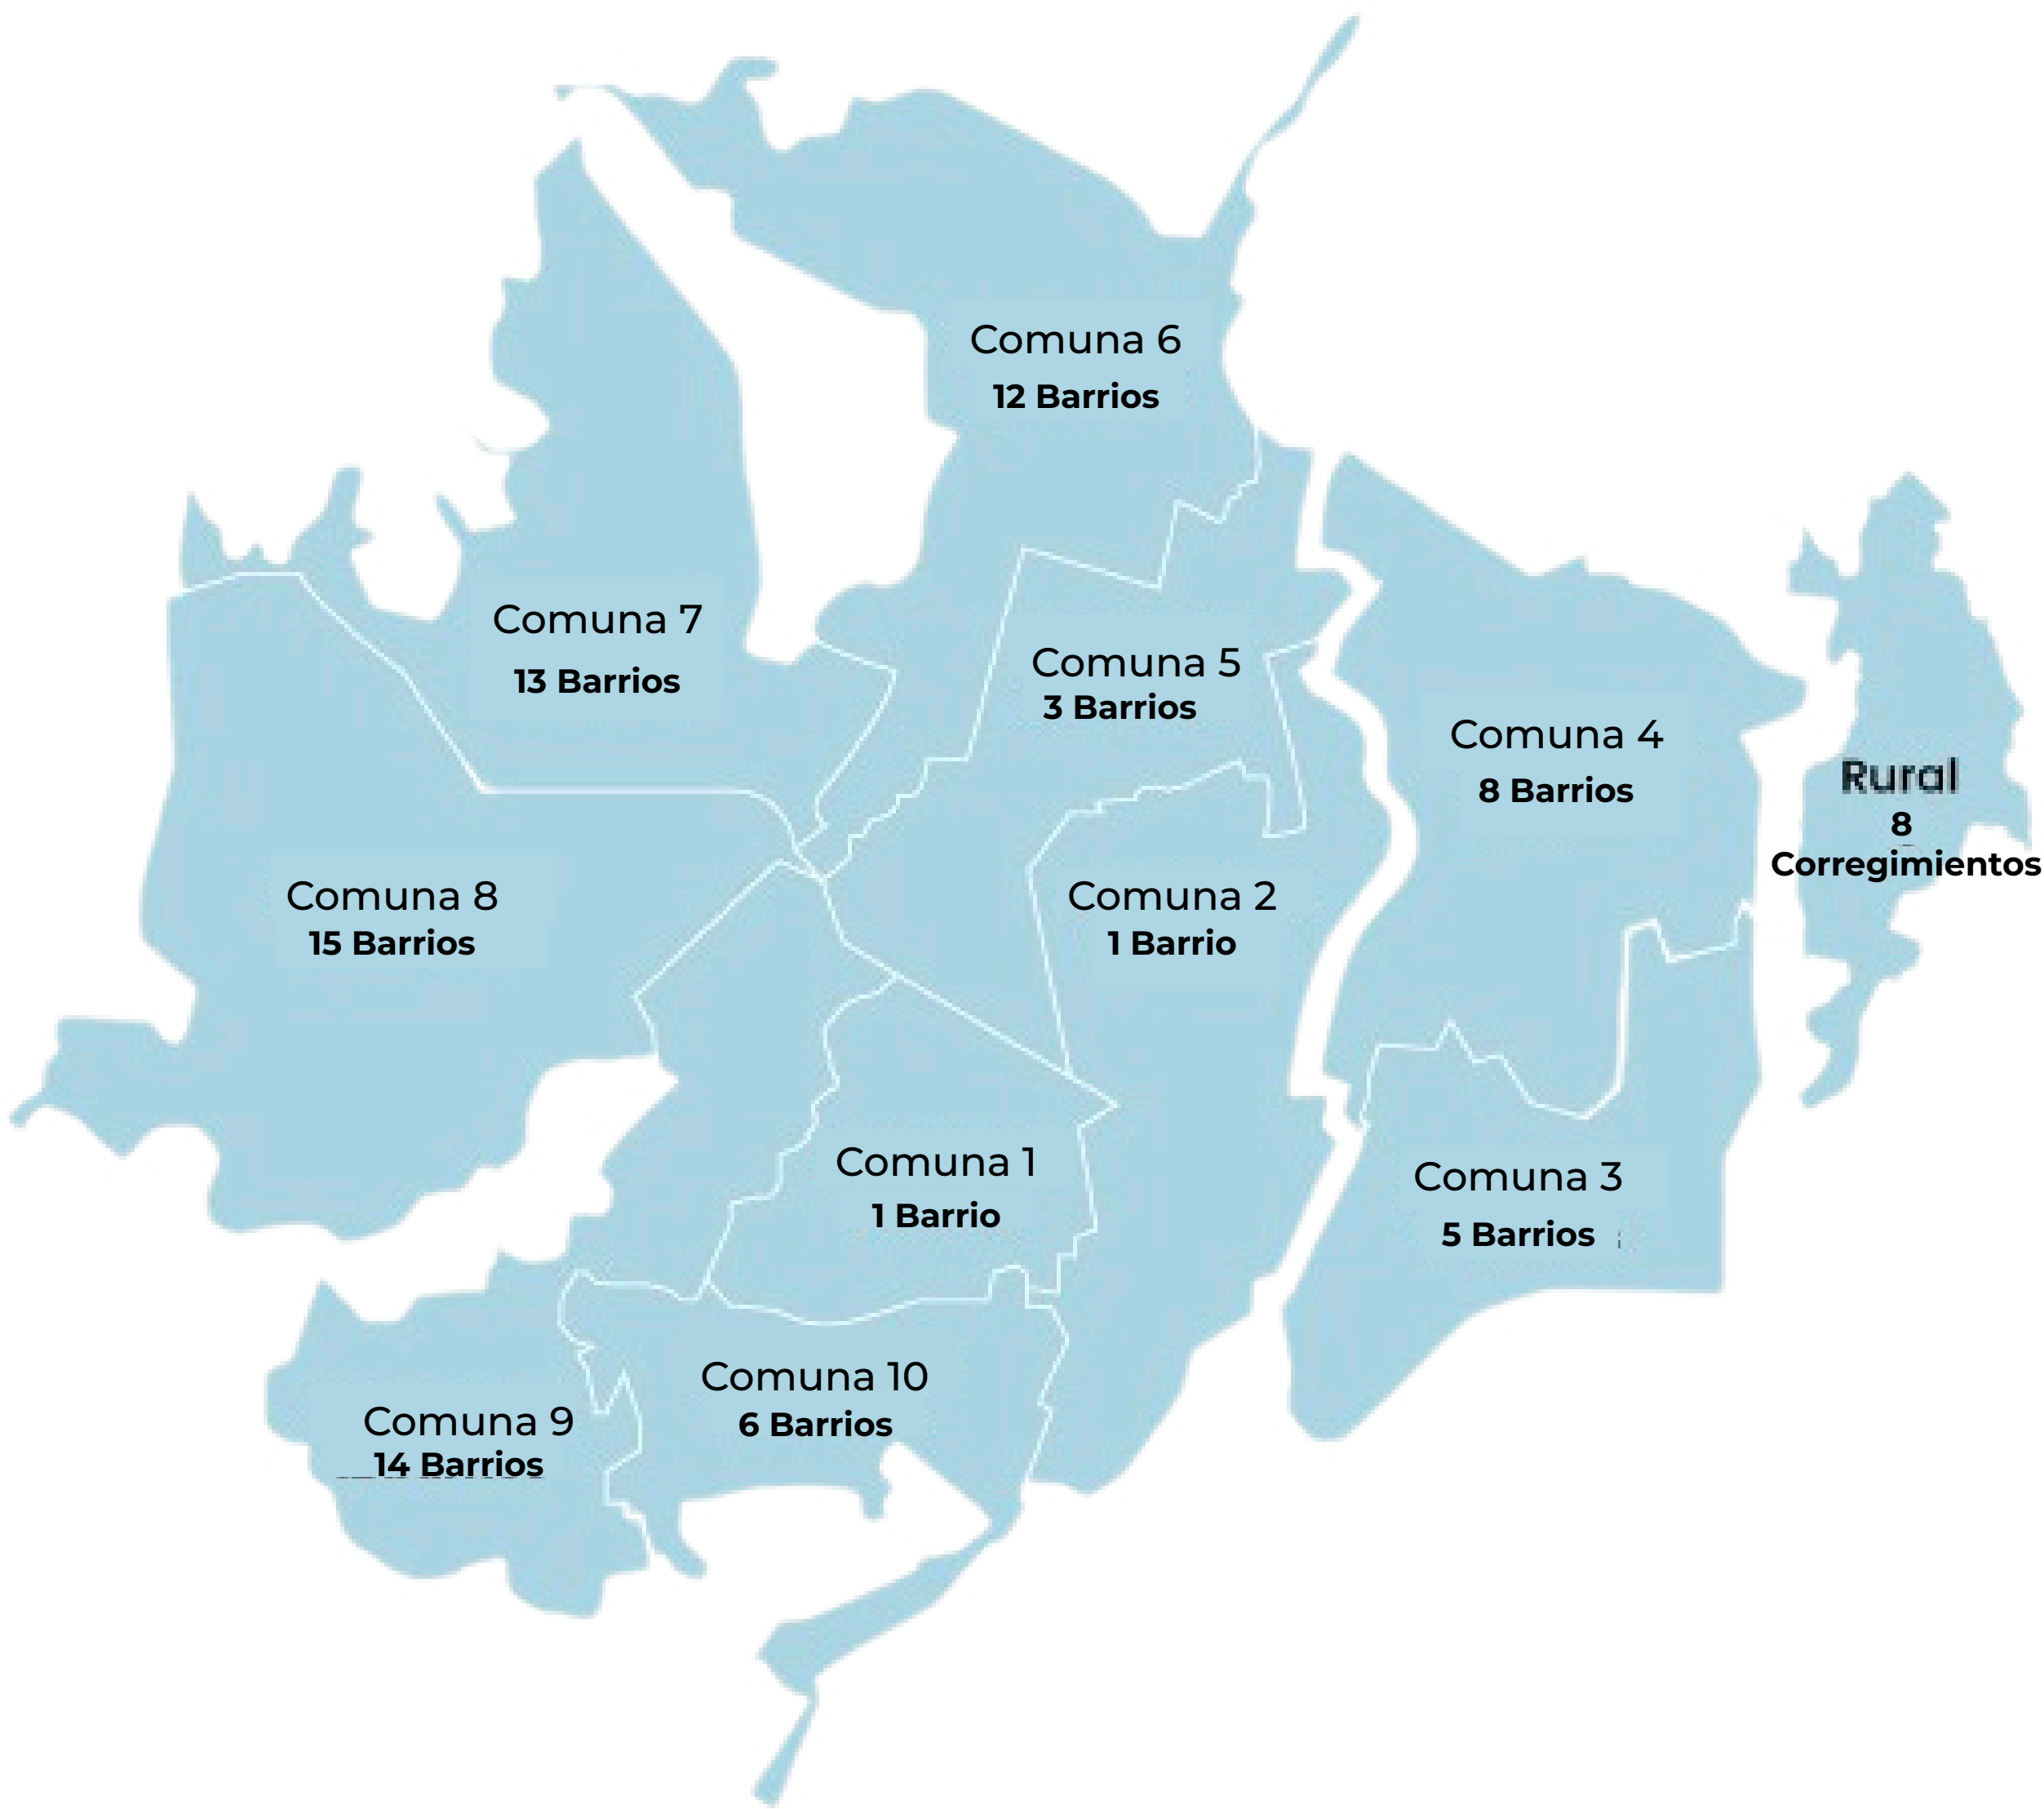 Comuna 6
12 Barrios
Comuna 7
13 Barrios
Comuna 5
3 Barrios
Comuna 4
8 Barrios
Rural
8
Corregimientos
Comuna 8
15 Barrios
Comuna 2
1 Barrio
Comuna 1
1 Barrio
Comuna 3
5 Barrios
Comuna 10
6 Barrios
Comuna 9
14 Barrios